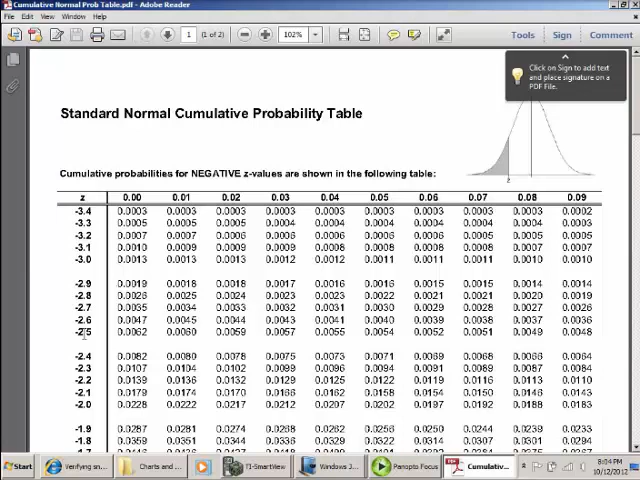 Cumulative Normal Prob Table.pdf - Adobe Reader
File Edit View Window Help
1 (1 of 2) 102% Tools Sign Comment
Click on Sign to add text
and place signature on a
PDF File.
Standard Normal Cumulative Probability Table
z
Cumulative probabilities for NEGATIVE z-values are shown in the following table:
z 0.00 0.01 0.02 0.03 0.04 0.05 0.06 0.07 0.08 0.09
-3.4 0.0003 0.0003 0.0003 0.0003 0.0003 0.0003 0.0003 0.0003 0.0003 0.0002
-3.3 0.0005 0.0005 0.0005 0.0004 0.0004 0.0004 0.0004 0.0004 0.0004 0.0003
-3.2 0.0007 0.0007 0.0006 0.0006 0.0006 0.0006 0.0006 0.0005 0.0005 0.0005
-3.1 0.0010 0.0009 0.0009 0.0009 0.0008 0.0008 0.0008 0.0008 0.0007 0.0007
-3.0 0.0013 0.0013 0.0013 0.0012 0.0012 0.0011 0.0011 0.0011 0.0010 0.0010
-2.9 0.0019 0.0018 0.0018 0.0017 0.0016 0.0016 0.0015 0.0015 0.0014 0.0014
-2.8 0.0026 0.0025 0.0024 0.0023 0.0023 0.0022 0.0021 0.0021 0.0020 0.0019
-2.7 0.0035 0.0034 0.0033 0.0032 0.0031 0.0030 0.0029 0.0028 0.0027 0.0026
-2.6 0.0047 0.0045 0.0044 0.0043 0.0041 0.0040 0.0039 0.0038 0.0037 0.0036
-2.5 0.0062 0.0060 0.0059 0.0057 0.0055 0.0054 0.0052 0.0051 0.0049 0.0048
-2.4 0.0082 0.0080 0.0078 0.0075 0.0073 0.0071 0.0069 0.0068 0.0066 0.0064
-2.3 0.0107 0.0104 0.0102 0.0099 0.0096 0.0094 0.0091 0.0089 0.0087 0.0084
-2.2 0.0139 0.0136 0.0132 0.0129 0.0125 0.0122 0.0119 0.0116 0.0113 0.0110
-2.1 0.0179 0.0174 0.0170 0.0166 0.0162 0.0158 0.0154 0.0150 0.0146 0.0143
-2.0 0.0228 0.0222 0.0217 0.0212 0.0207 0.0202 0.0197 0.0192 0.0188 0.0183
-1.9 0.0287 0.0281 0.0274 0.0268 0.0262 0.0256 0.0250 0.0244 0.0239 0.0233
-1.8 0.0359 0.0351 0.0344 0.0336 0.0329 0.0322 0.0314 0.0307 0.0301 0.0294
Start Verifying sn... Charts and ... TI-SmartView Windows J... Panopto Focus Cumulativ...
8:04 PM
10/12/2012